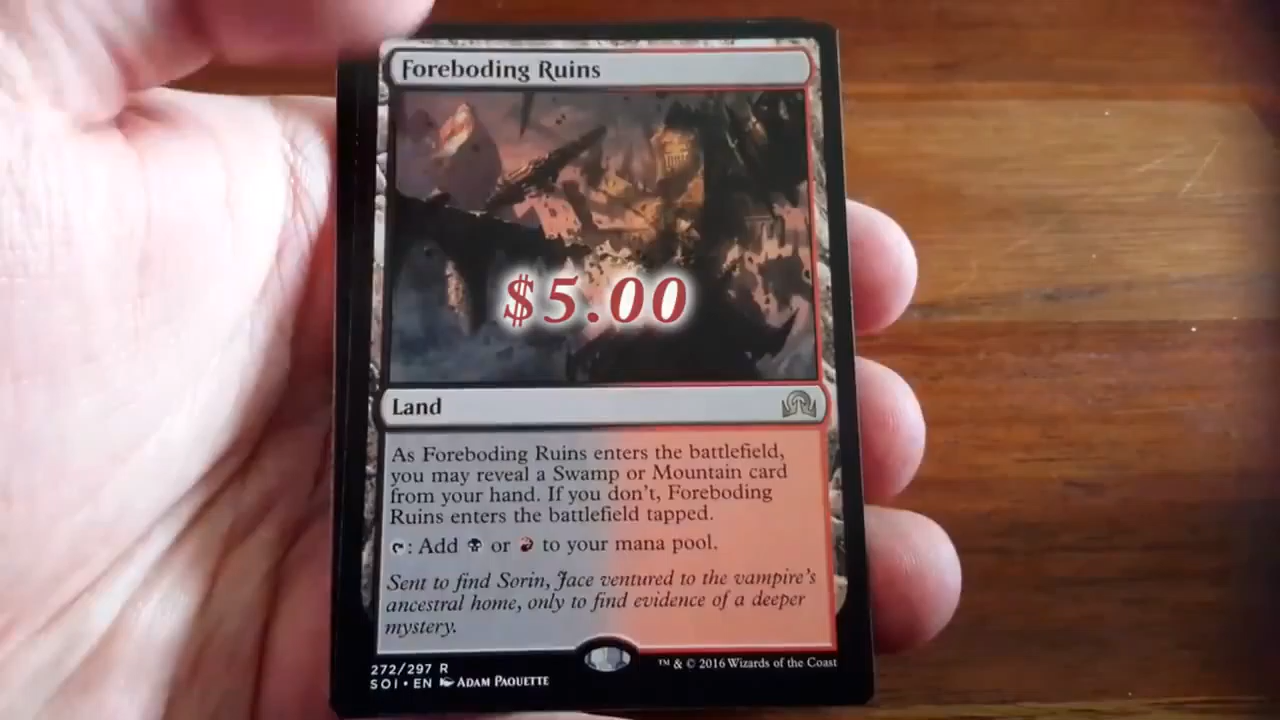 Foreboding Ruins
$5.00
Land
As Foreboding Ruins enters the battlefield,
you may reveal a Swamp or Mountain card
from your hand. If you don't, Foreboding
Ruins enters the battlefield tapped.
: Add or to your mana pool.
Sent to find Sorin, Jace ventured to the vampire's
ancestral home, only to find evidence of a deeper
mystery.
272/297 R
™ & © 2016 Wizards of the Coast
SOI • EN ADAM PAQUETTE